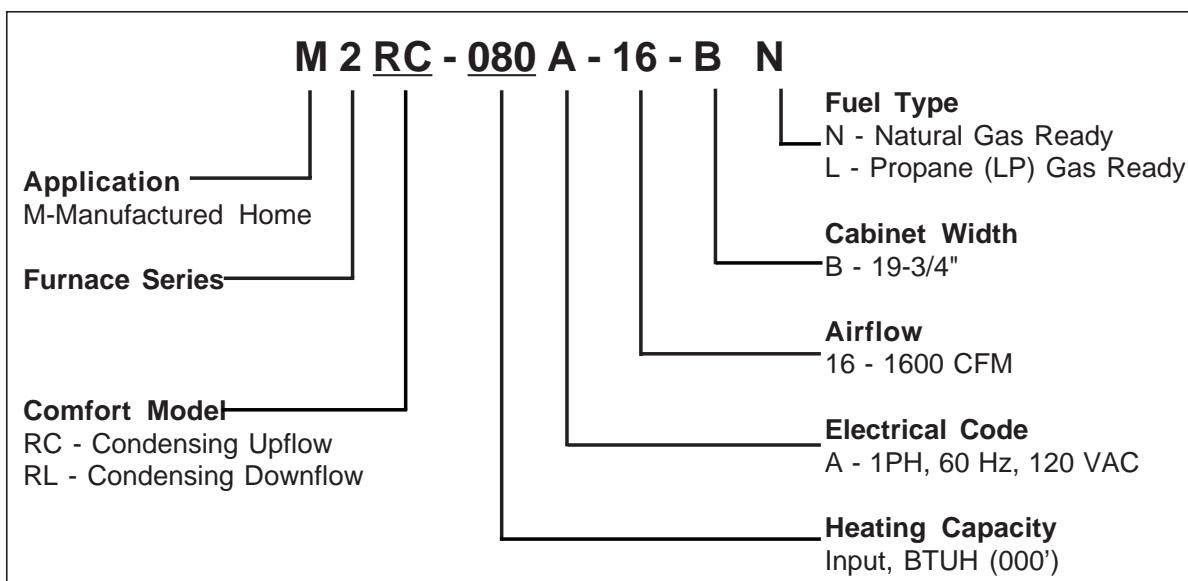 M 2 RC - 080 A - 16 - B N
Application
M-Manufactured Home
Furnace Series
Comfort Model
RC - Condensing Upflow
RL - Condensing Downflow
Fuel Type
N - Natural Gas Ready
L - Propane (LP) Gas Ready
Cabinet Width
B - 19-3/4"
Airflow
16 - 1600 CFM
Electrical Code
A - 1PH, 60 Hz, 120 VAC
Heating Capacity
Input, BTUH (000')